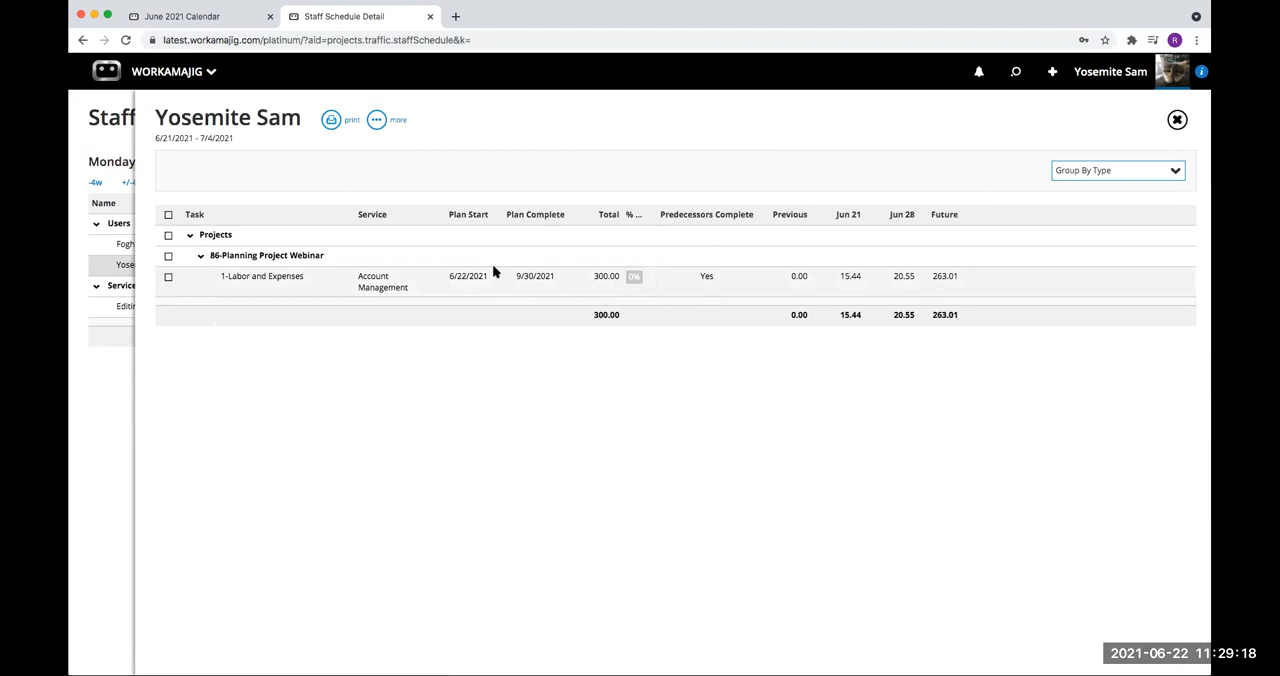 June 2021 Calendar
Staff Schedule Detail
latest.workamajig.com/platinum/?aid=projects.traffic.staffSchedule&k=
R
WORKAMAJIG
Yosemite Sam
i
Staff
Monday
-4w +/-4
Name
Users
Fogh
Yose
Service
Editin
Yosemite Sam
print
more
6/21/2021 - 7/4/2021
Group By Type
Task Service Plan Start Plan Complete Total % ... Predecessors Complete Previous Jun 21 Jun 28 Future
Projects
86-Planning Project Webinar
1-Labor and Expenses Account Management 6/22/2021 9/30/2021 300.00 0% Yes 0.00 15.44 20.55 263.01
300.00 0.00 15.44 20.55 263.01
2021-06-22 11:29:18